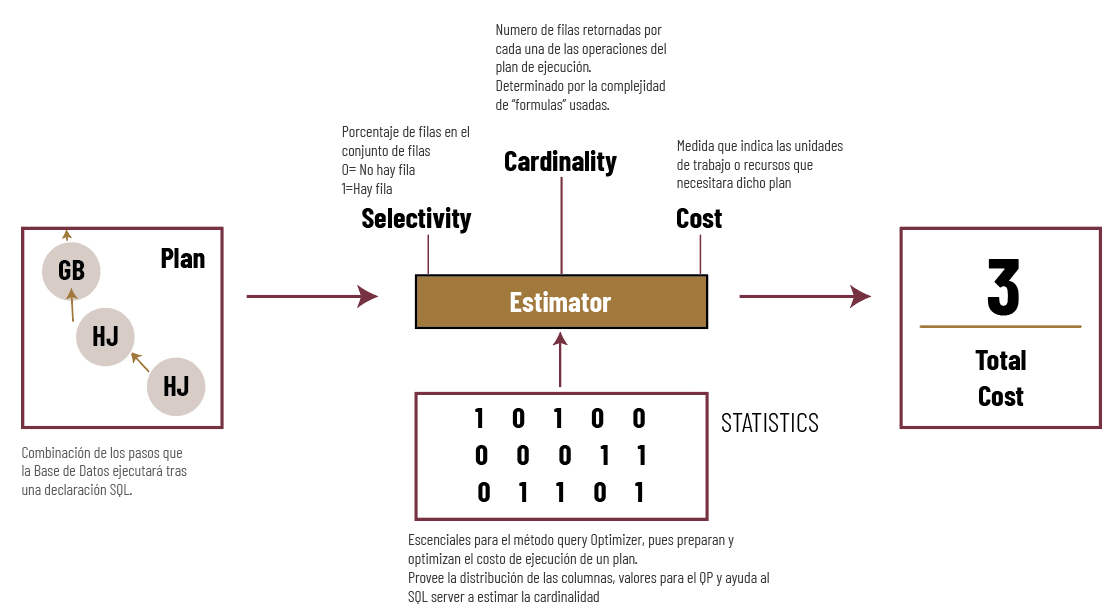 Numero de filas retornadas por
cada una de las operaciones del
plan de ejecución.
Determinado por la complejidad
de “formulas” usadas.
Porcentaje de filas en el
conjunto de filas
0= No hay fila
1=Hay fila
Cardinality
Medida que indica las unidades
de trabajo o recursos que
necesitara dicho plan
Selectivity
Cost
Plan
GB
HJ
HJ
Combinación de los pasos que
la Base de Datos ejecutará tras
una declaración SQL.
Estimator
3
Total
Cost
1 0 1 0 0
0 0 0 1 1
0 1 1 0 1
STATISTICS
Escenciales para el método query Optimizer, pues preparan y
optimizan el costo de ejecución de un plan.
Provee la distribución de las columnas, valores para el QP y ayuda al
SQL server a estimar la cardinalidad